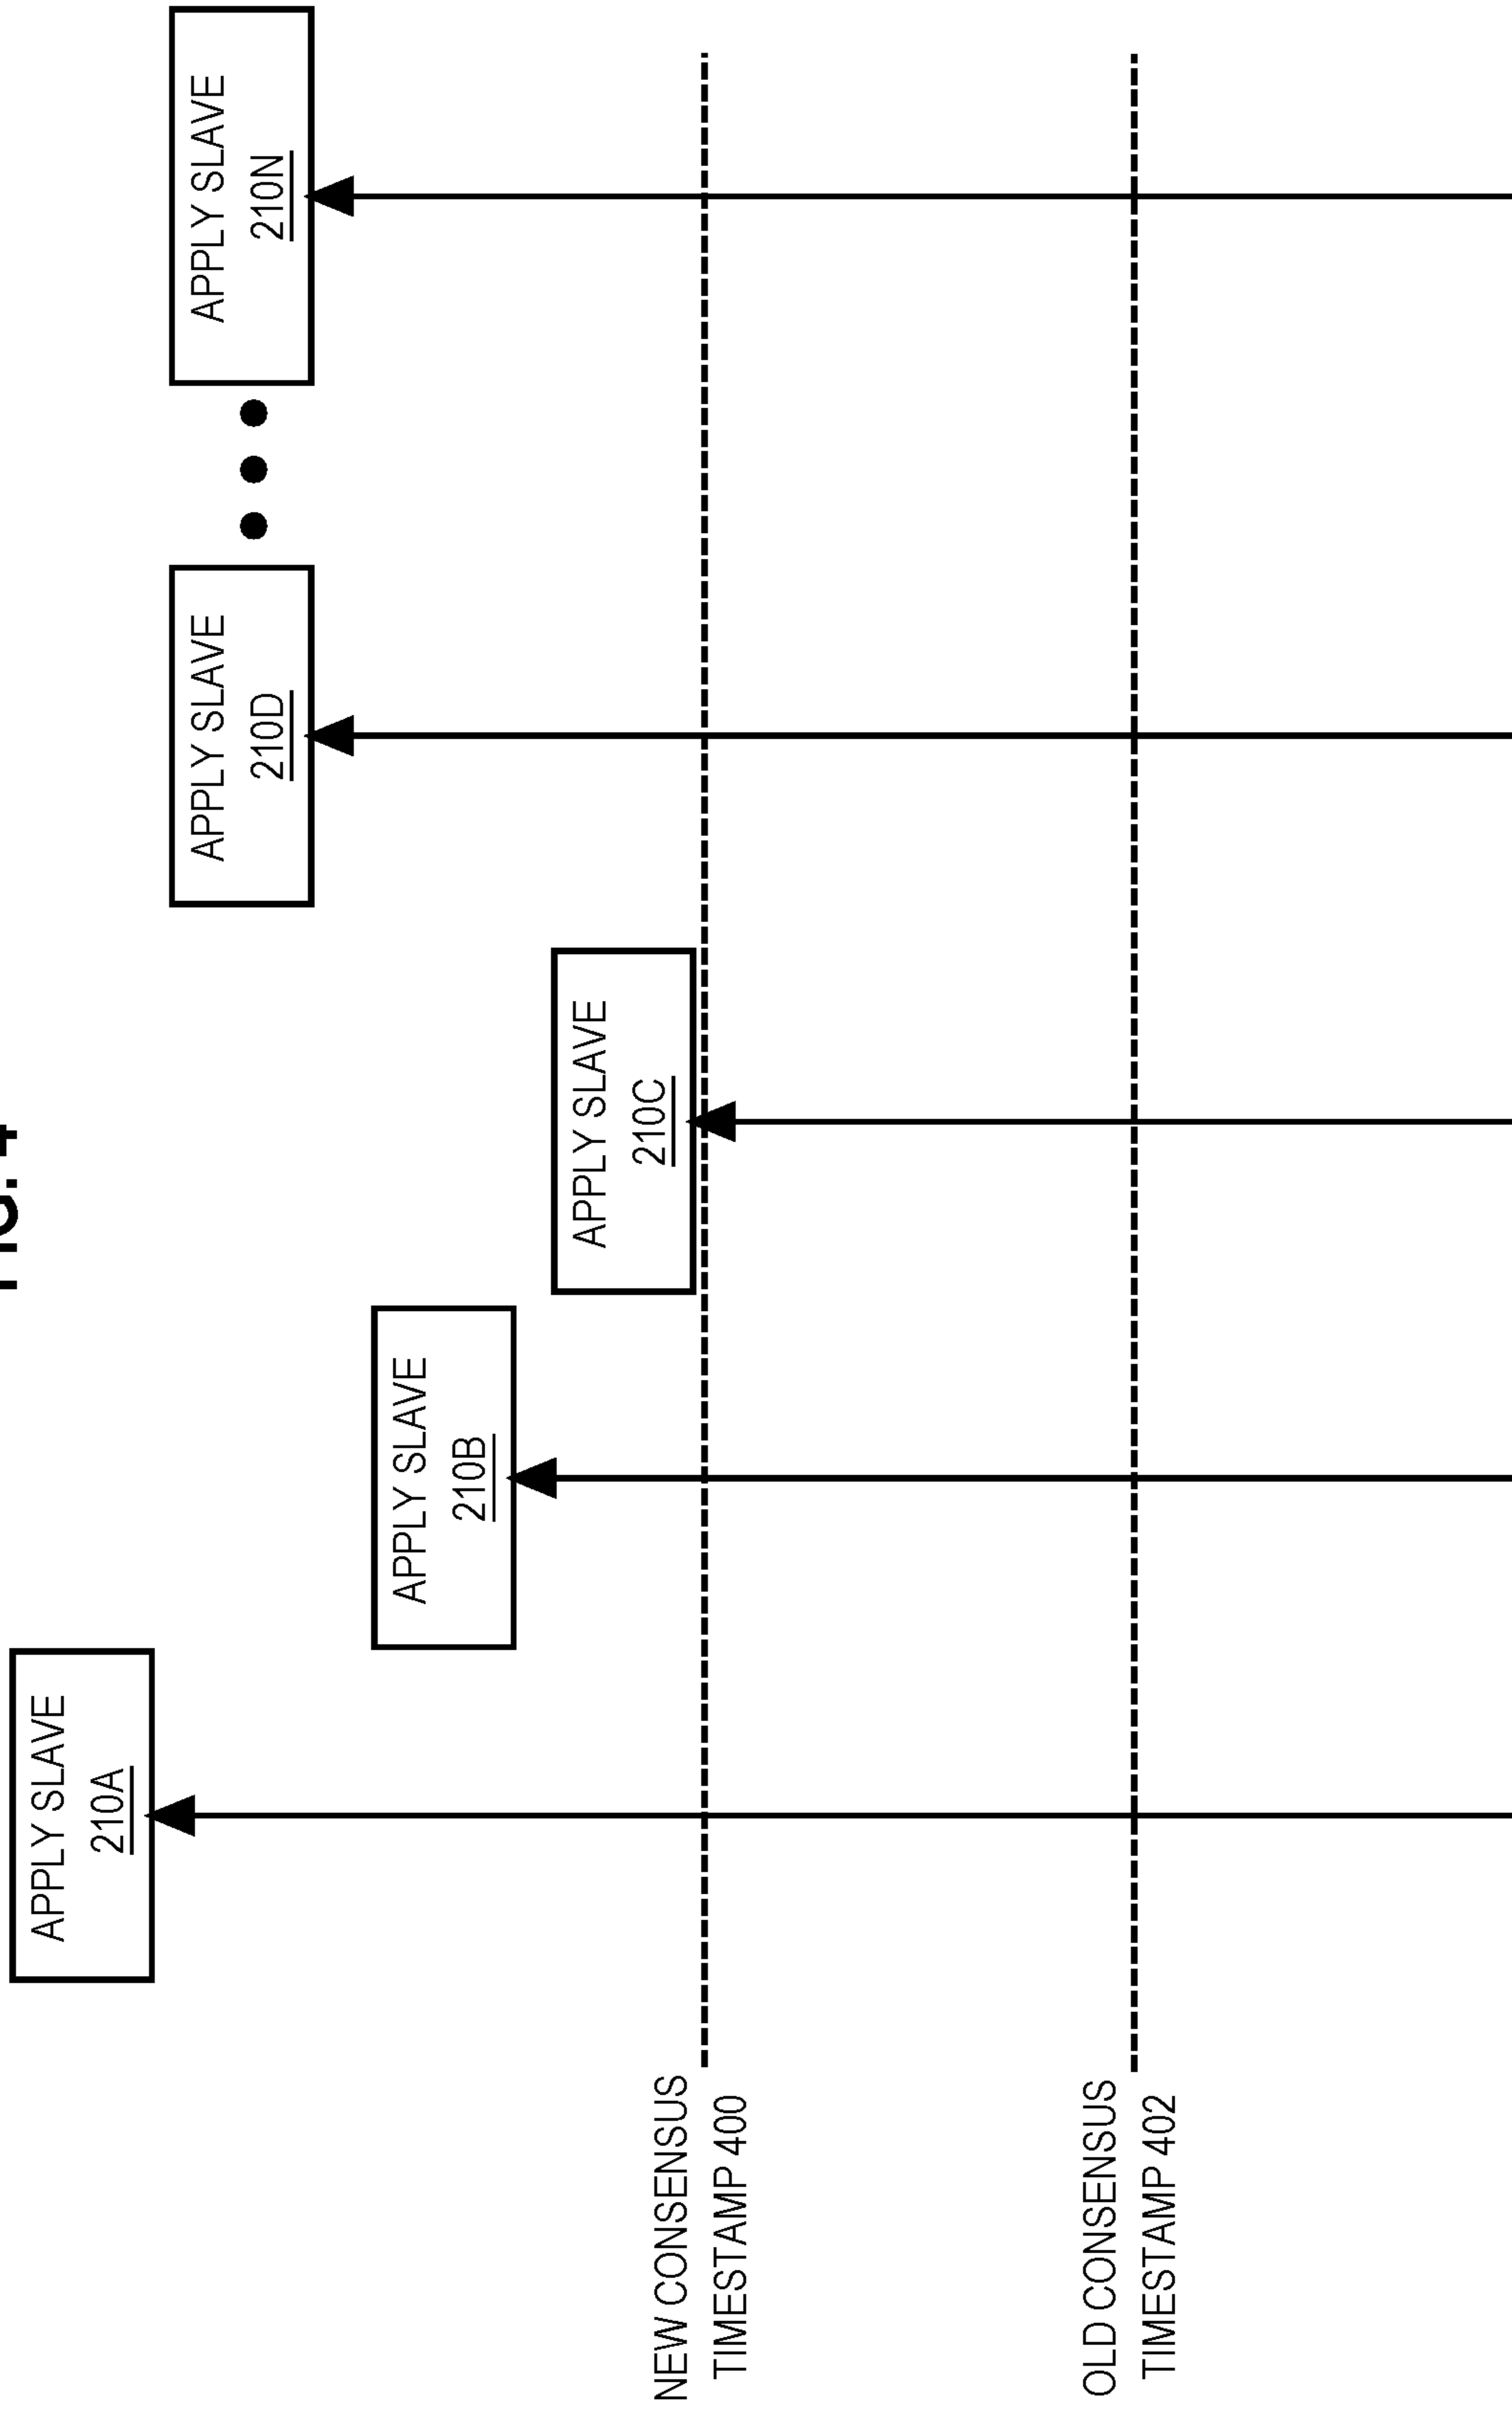 APPLY SLAVE
210A
APPLY SLAVE
210B
APPLY SLAVE
210C
APPLY SLAVE
210D
APPLY SLAVE
210N
NEW CONSENSUS
TIMESTAMP 400
OLD CONSENSUS
TIMESTAMP 402